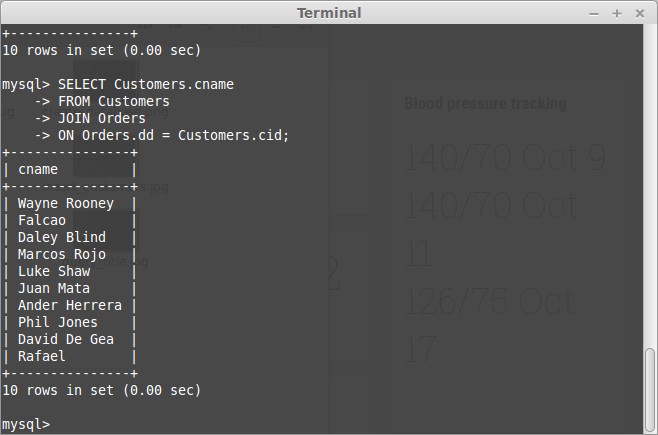 Terminal
+---------------+
10 rows in set (0.00 sec)
mysql> SELECT Customers.cname
    -> FROM Customers
    -> JOIN Orders
    -> ON Orders.dd = Customers.cid;
+---------------+
| cname         |
+---------------+
| Wayne Rooney  |
| Falcao        |
| Daley Blind   |
| Marcos Rojo   |
| Luke Shaw     |
| Juan Mata     |
| Ander Herrera |
| Phil Jones    |
| David De Gea  |
| Rafael        |
+---------------+
10 rows in set (0.00 sec)
mysql>
Blood pressure tracking
140/70 Oct 9
140/70 Oct
11
126/75 Oct
17
2